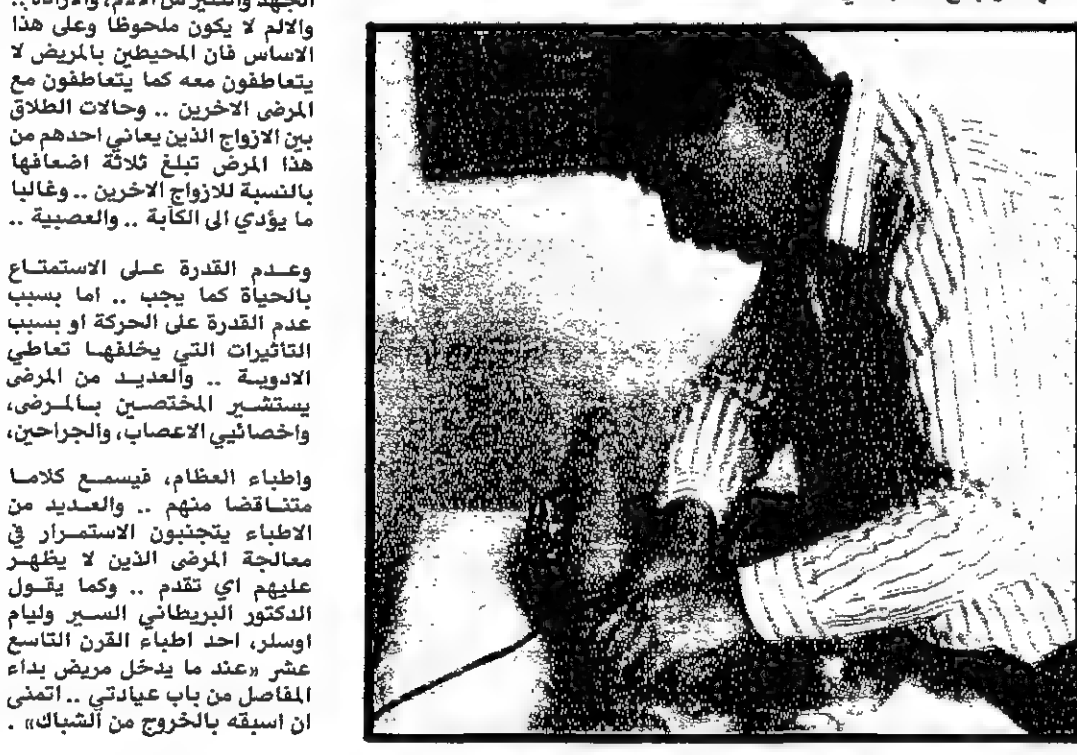 الجهد والكثير من الالام، والارادة ..
والالم لا يكون ملحوظا وعلى هذا
الاساس فان المحيطين بالمريض لا
يتعاطفون معه كما يتعاطفون مع
المرضى الاخرين .. وحالات الطلاق
بين الازواج الذين يعاني احدهم من
هذا المرض تبلغ ثلاثة اضعافها
بالنسبة للازواج الاخرين .. وغالبا
ما يؤدي الى الكآبة .. والعصبية ..
وعدم القدرة على الاستمتاع
بالحياة كما يجب .. اما بسبب
عدم القدرة على الحركة او بسبب
التأثيرات التي يخلفها تعاطي
الادوية .. والعديد من المرضى
يستشير المختصين بالمرضى،
واخصائيي الاعصاب، والجراحين،
واطباء العظام، فيسمع كلاما
متناقضا منهم .. والعديد من
الاطباء يتجنبون الاستمرار في
معالجة المرضى الذين لا يظهر
عليهم اي تقدم .. وكما يقول
الدكتور البريطاني السير وليام
اوسلر، احد اطباء القرن التاسع
عشر «عند ما يدخل مريض بداء
المفاصل من باب عيادتي .. اتمنى
ان اسبقه بالخروج من الشباك» .